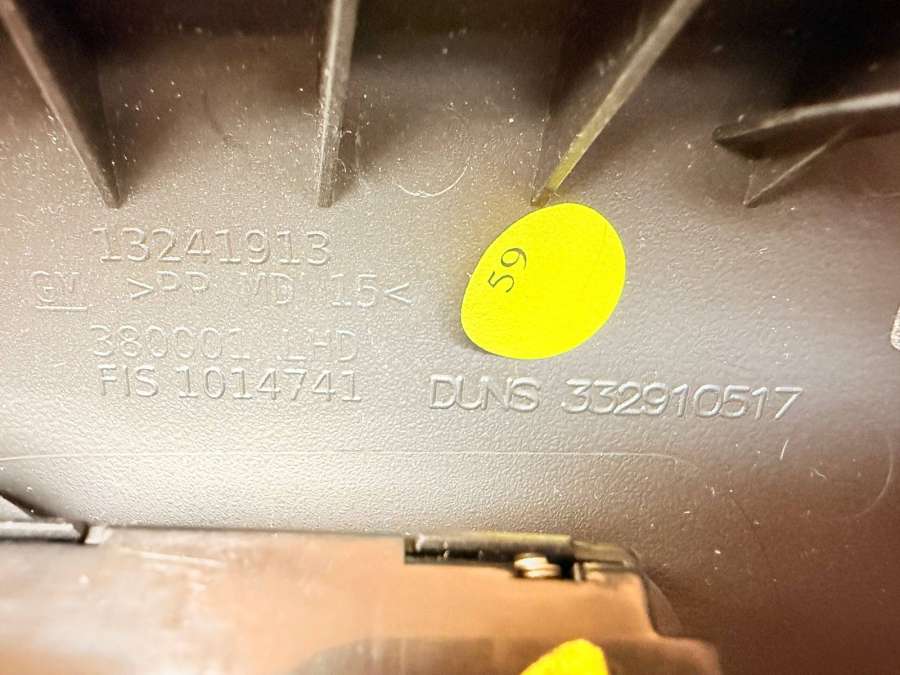 13241913
GM >PP MD 15<
380001 LHD
FIS 1014741
DUNS 332910517
59